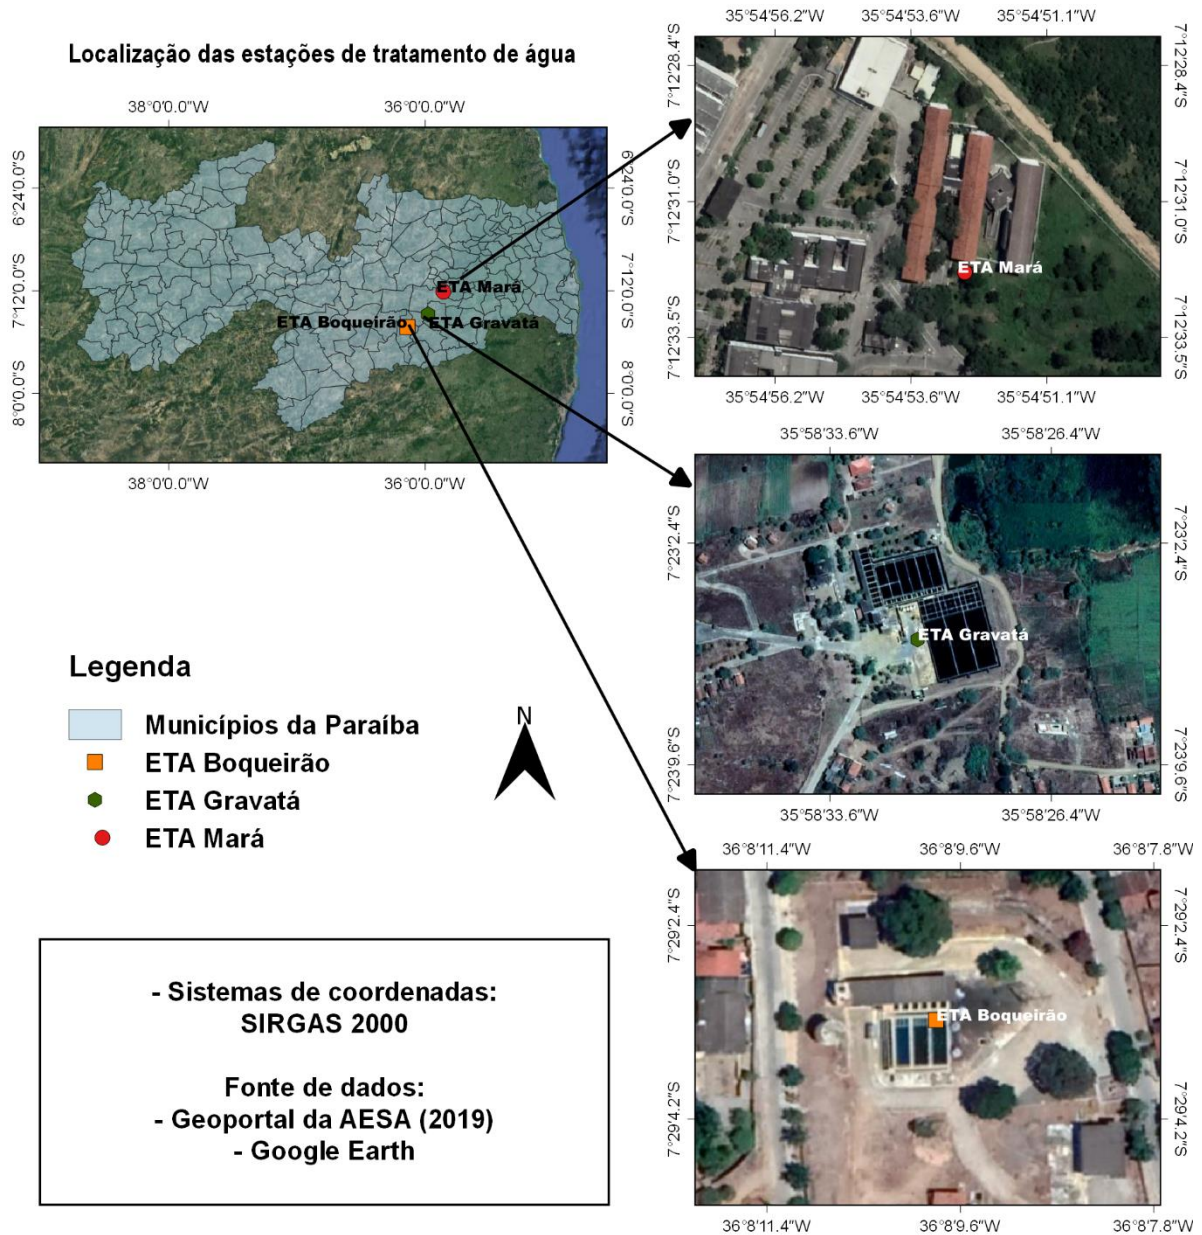 Localização das estações de tratamento de água
38°0'0.0"W
36°0'0.0"W
6°24'0.0"S
6°24'0.0"S
7°12'0.0"S
7°12'0.0"S
8°0'0.0"S
8°0'0.0"S
ETA Mará
ETA Boqueirão
ETA Gravatá
38°0'0.0"W
36°0'0.0"W
Legenda
Municípios da Paraíba
ETA Boqueirão
ETA Gravatá
ETA Mará
N
- Sistemas de coordenadas:
SIRGAS 2000
Fonte de dados:
- Geoportal da AESA (2019)
- Google Earth
35°54'56.2"W
35°54'53.6"W
35°54'51.1"W
7°12'28.4"S
7°12'28.4"S
7°12'31.0"S
7°12'31.0"S
7°12'33.5"S
7°12'33.5"S
ETA Mará
35°54'56.2"W
35°54'53.6"W
35°54'51.1"W
35°58'33.6"W
35°58'26.4"W
7°23'2.4"S
7°23'2.4"S
ETA Gravatá
7°23'9.6"S
7°23'9.6"S
35°58'33.6"W
35°58'26.4"W
36°8'11.4"W
36°8'9.6"W
36°8'7.8"W
7°29'2.4"S
7°29'2.4"S
ETA Boqueirão
7°29'4.2"S
7°29'4.2"S
36°8'11.4"W
36°8'9.6"W
36°8'7.8"W